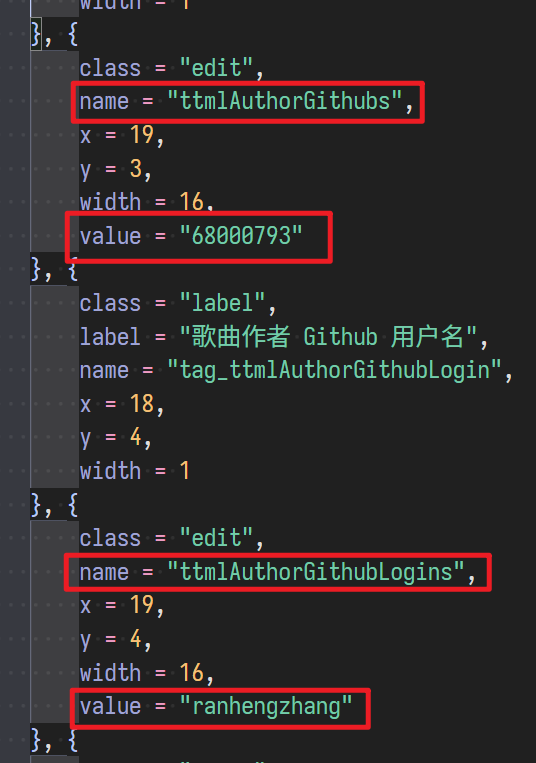 width = 1
}, {
class = "edit",
name = "ttmlAuthorGithubs",
x = 19,
y = 3,
width = 16,
value = "68000793"
}, {
class = "label",
label = "歌曲作者 Github 用户名",
name = "tag_ttmlAuthorGithubLogin",
x = 18,
y = 4,
width = 1
}, {
class = "edit",
name = "ttmlAuthorGithubLogins",
x = 19,
y = 4,
width = 16,
value = "ranhengzhang"
}, {